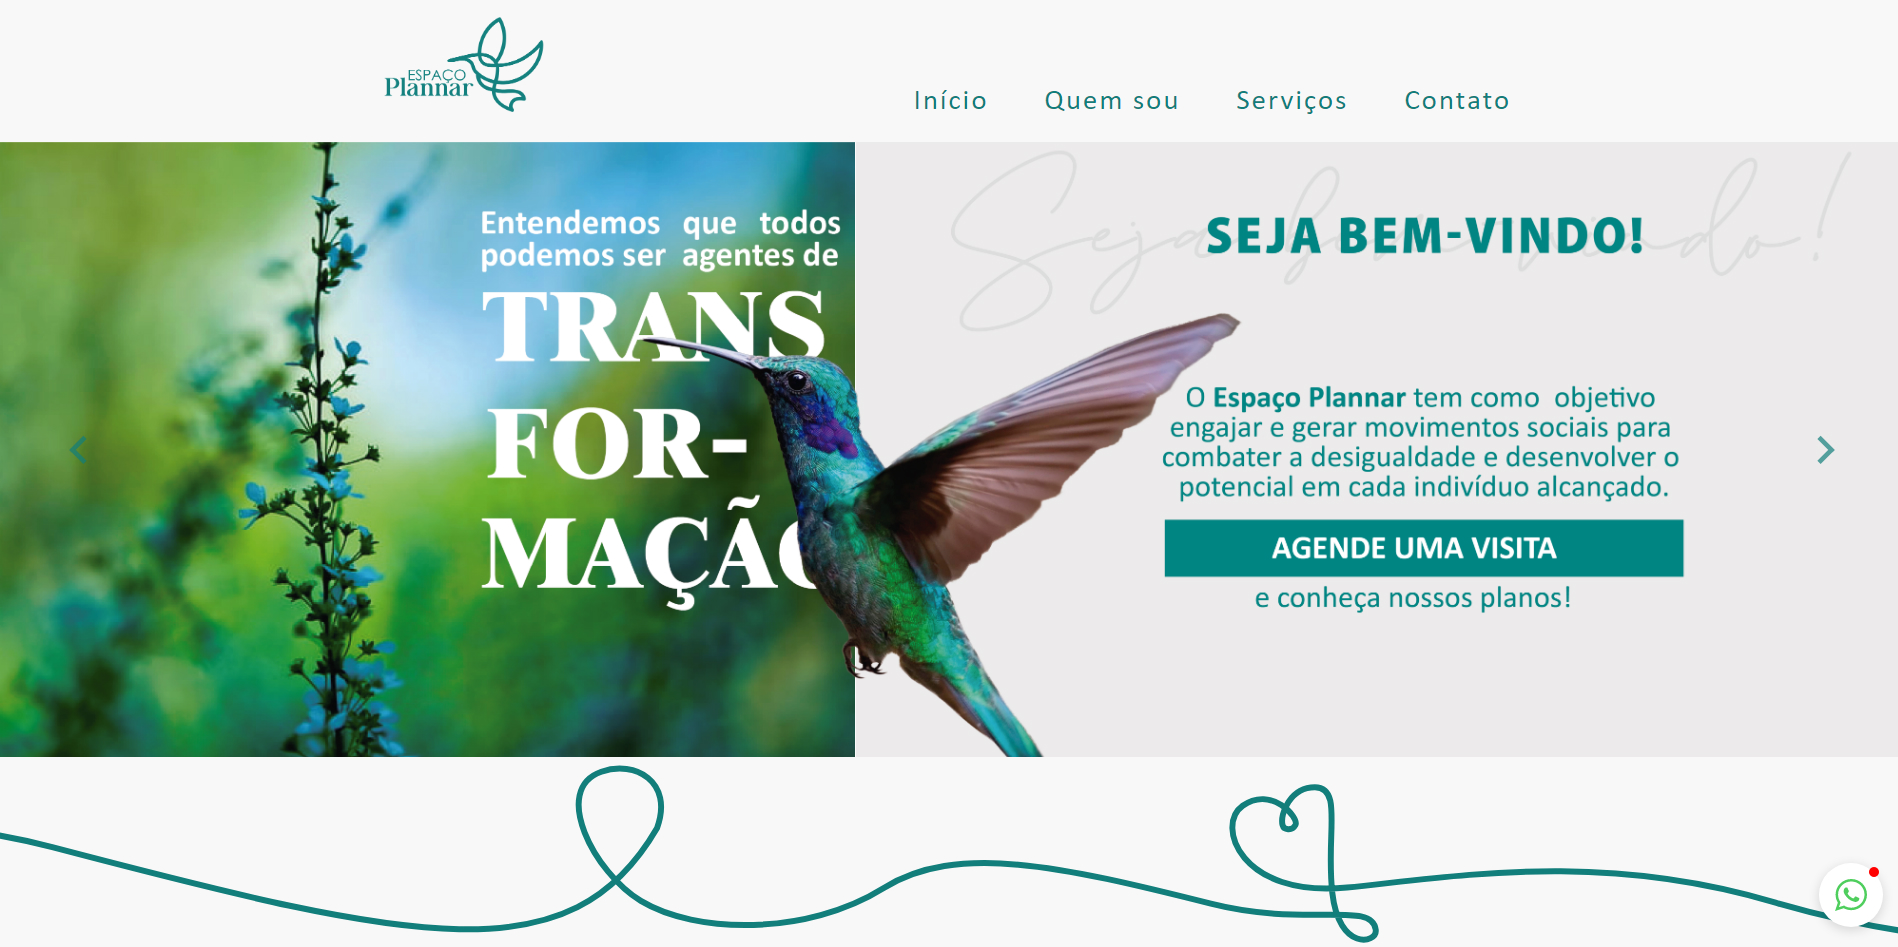 ESPAÇO
Plannar
Início Quem sou Serviços Contato
Entendemos que todos
podemos ser agentes de
TRANS
FOR-
MAÇÃO
Seja bem-vindo!
SEJA BEM-VINDO!
O Espaço Plannar tem como objetivo
engajar e gerar movimentos sociais para
combater a desigualdade e desenvolver o
potencial em cada indivíduo alcançado.
AGENDE UMA VISITA
e conheça nossos planos!